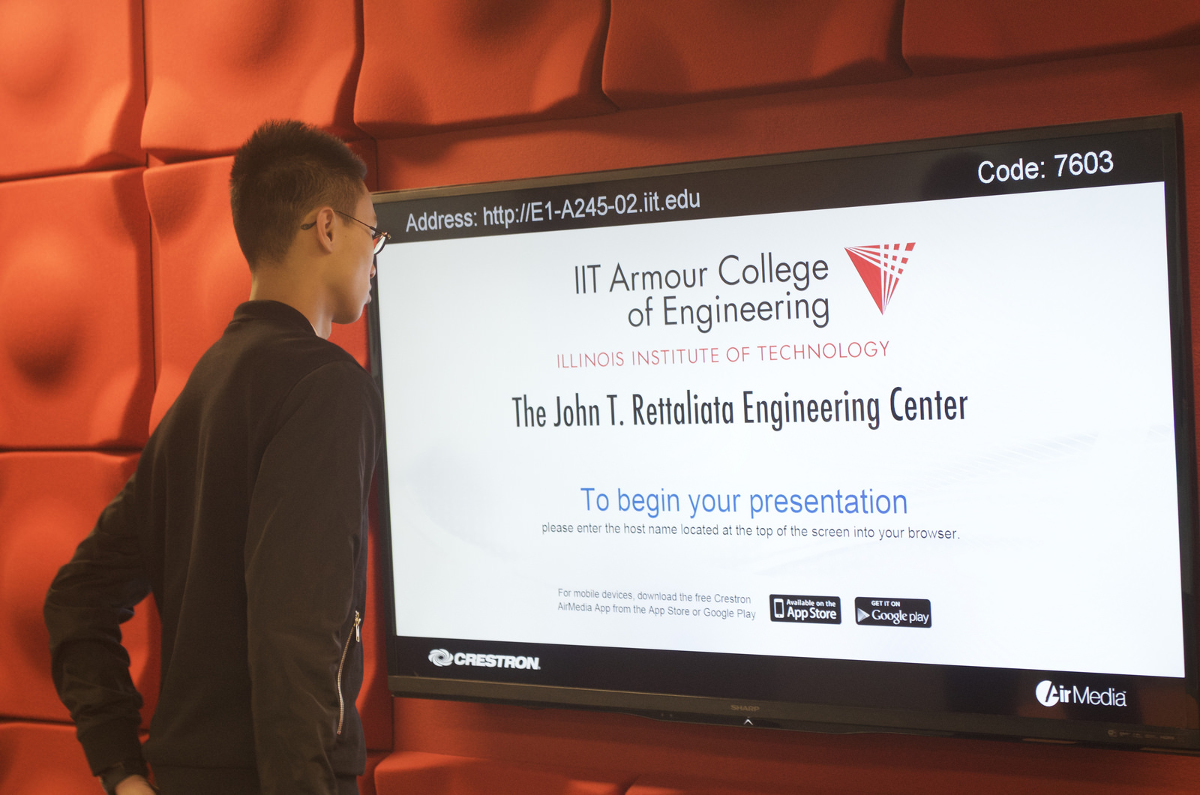 Address: http://E1-A245-02.iit.edu
Code: 7603
IIT Armour College
of Engineering
ILLINOIS INSTITUTE OF TECHNOLOGY
The John T. Rettaliata Engineering Center
To begin your presentation
please enter the host name located at the top of the screen into your browser.
For mobile devices, download the free Crestron
AirMedia App from the App Store or Google Play
Available on the
App Store
GET IT ON
Google play
CRESTRON
AirMedia
SHARP